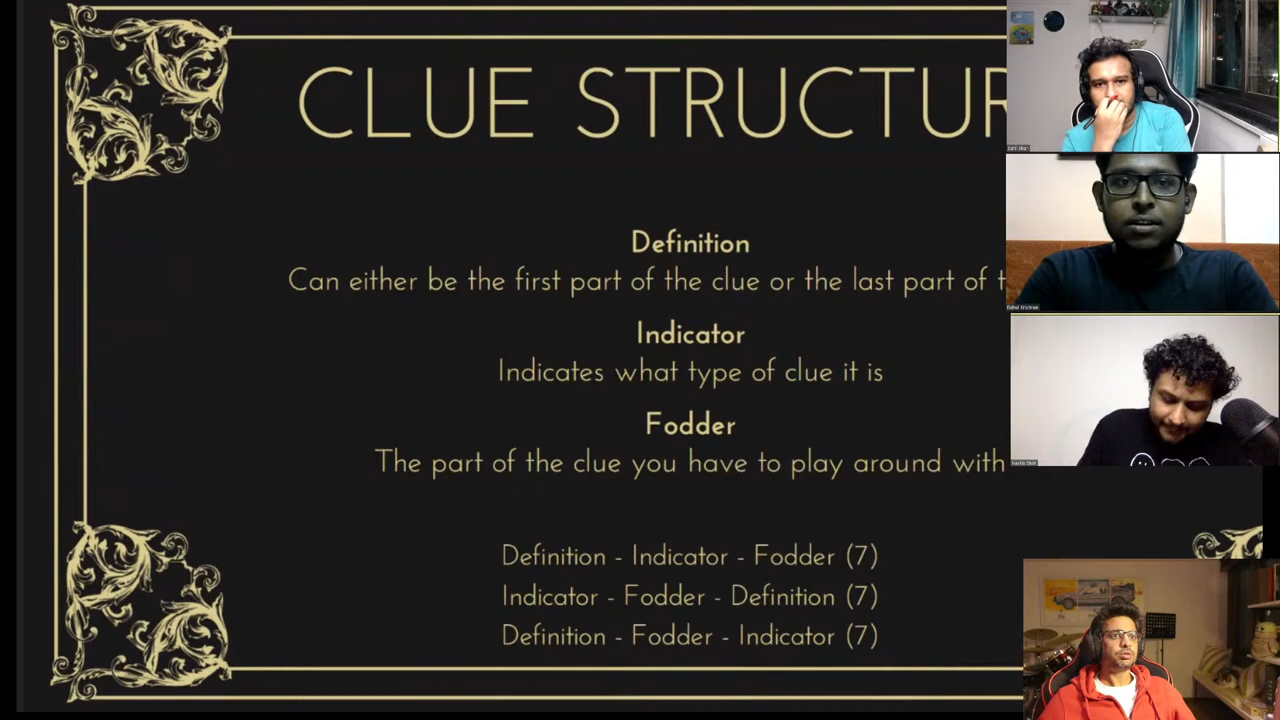 CLUE STRUCTUR
Definition
Can either be the first part of the clue or the last part of t
Indicator
Indicates what type of clue it is
Fodder
The part of the clue you have to play around with
Definition - Indicator - Fodder (7)
Indicator - Fodder - Definition (7)
Definition - Fodder - Indicator (7)
Rahul Krishnan